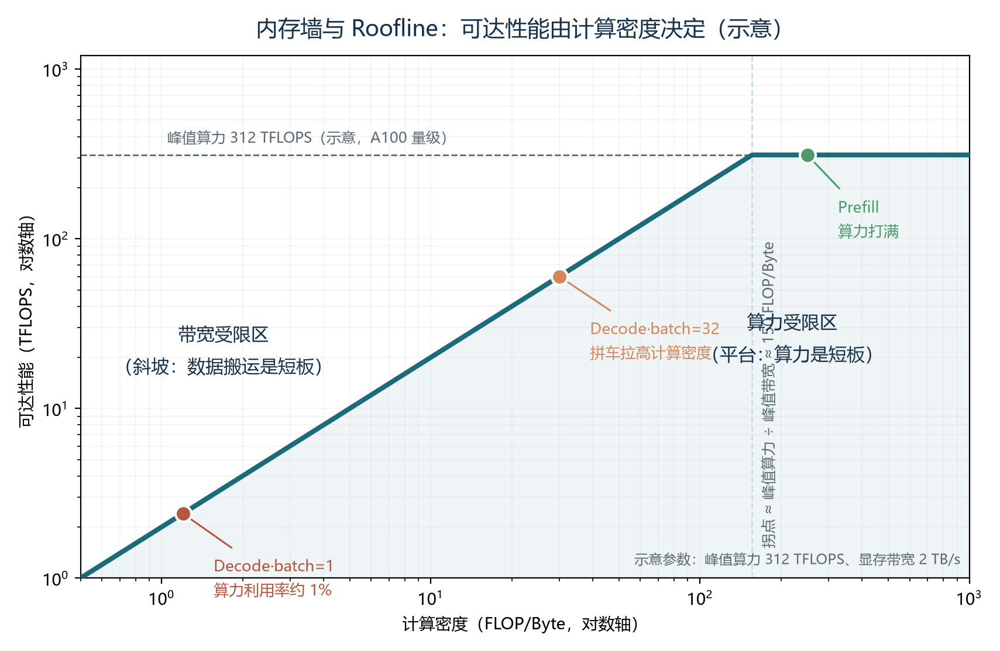 内存墙与 Roofline：可达性能由计算密度决定（示意）
可达性能（TFLOPS，对数轴）
10³
10²
10¹
10⁰
峰值算力 312 TFLOPS（示意，A100 量级）
Prefill
算力打满
Decode·batch=32
拼车拉高计算密度
算力受限区
（平台：算力是短板）
带宽受限区
（斜坡：数据搬运是短板）
拐点 ≈ 峰值算力 ÷ 峰值带宽 ≈ 150 FLOP/Byte
Decode·batch=1
算力利用率约 1%
示意参数：峰值算力 312 TFLOPS、显存带宽 2 TB/s
10⁰
10¹
10²
10³
计算密度（FLOP/Byte，对数轴）